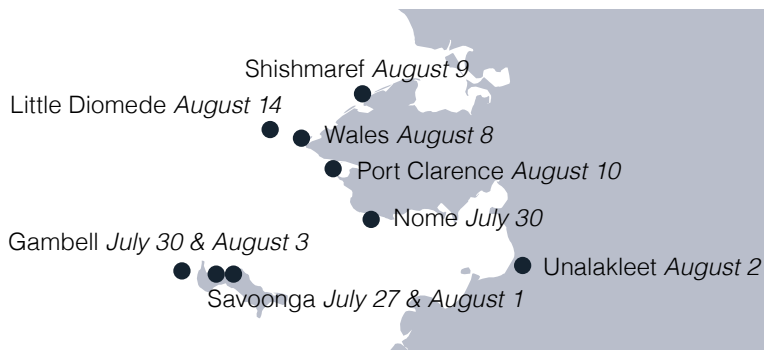 Shishmaref August 9
Little Diomede August 14
Wales August 8
Port Clarence August 10
Nome July 30
Gambell July 30 & August 3
Unalakleet August 2
Savoonga July 27 & August 1